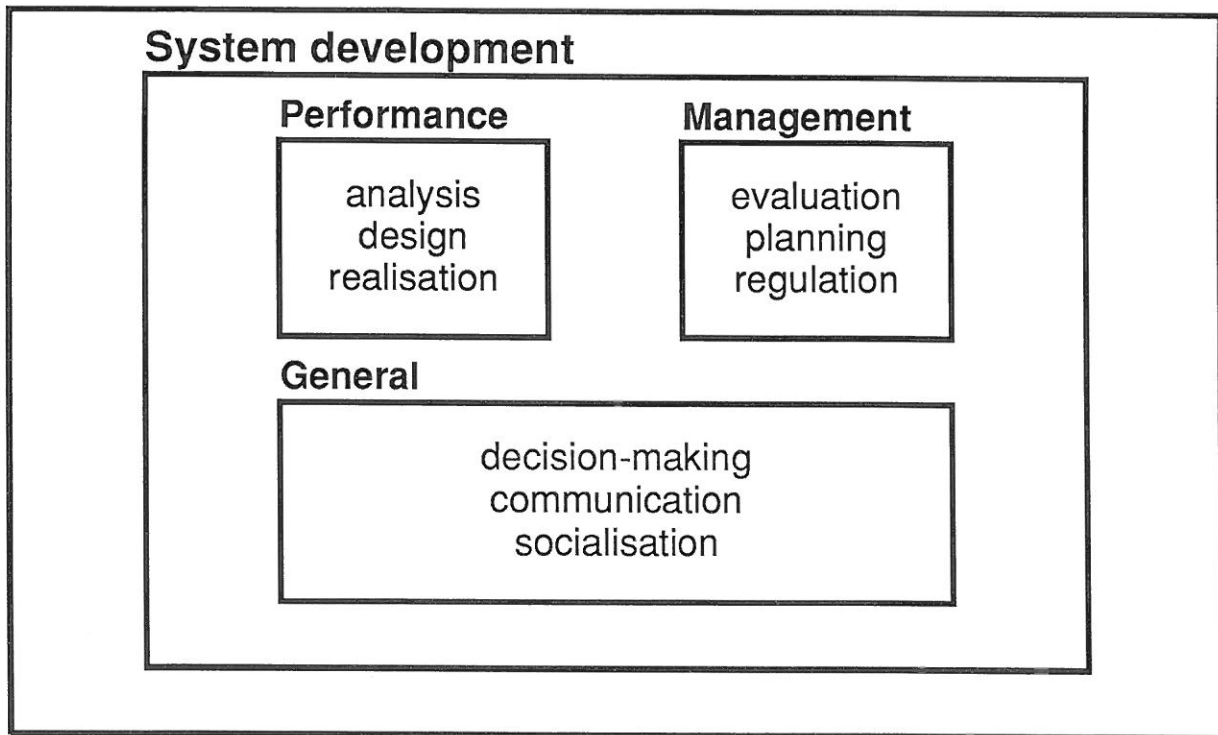 System development
Performance
analysis
design
realisation
Management
evaluation
planning
regulation
General
decision-making
communication
socialisation